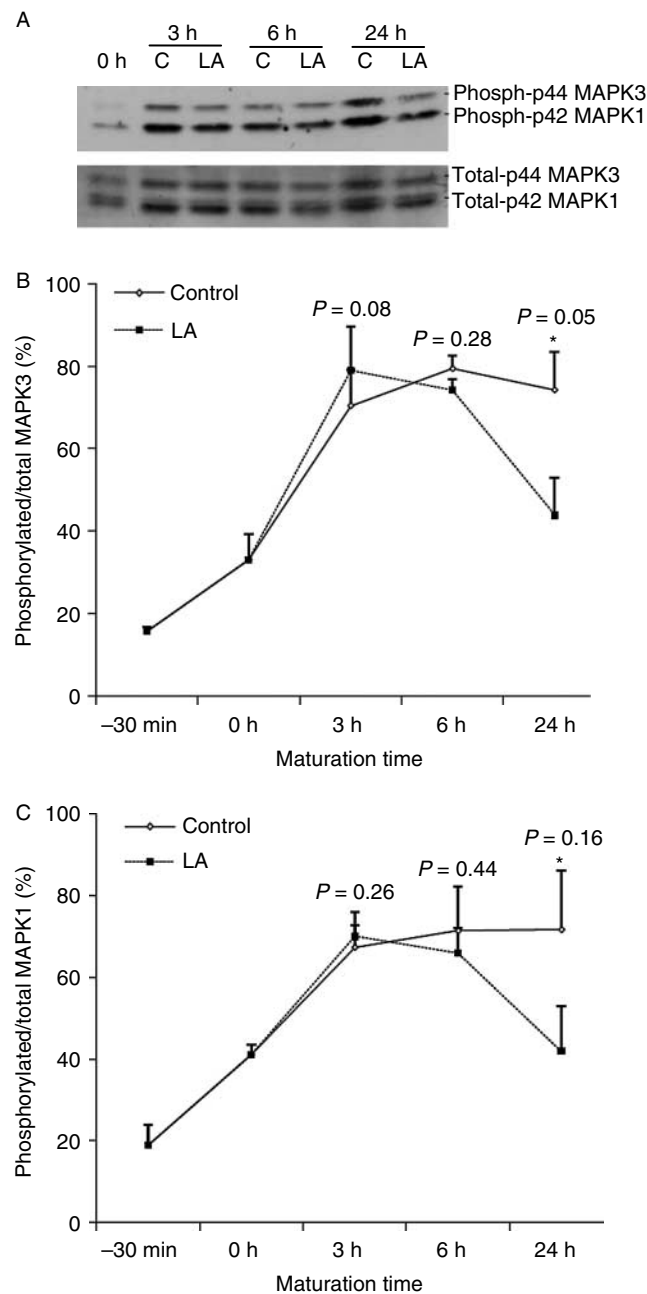 A
3 h 6 h 24 h
0 h C LA C LA C LA
Phosph-p44 MAPK3
Phosph-p42 MAPK1
Total-p44 MAPK3
Total-p42 MAPK1
B
100
80
60
40
20
0
Phosphorylated/total MAPK3 (%)
Control
LA
P = 0.08
P = 0.28
P = 0.05
*
–30 min 0 h 3 h 6 h 24 h
Maturation time
C
100
80
60
40
20
0
Phosphorylated/total MAPK1 (%)
Control
LA
P = 0.26
P = 0.44
P = 0.16
*
–30 min 0 h 3 h 6 h 24 h
Maturation time